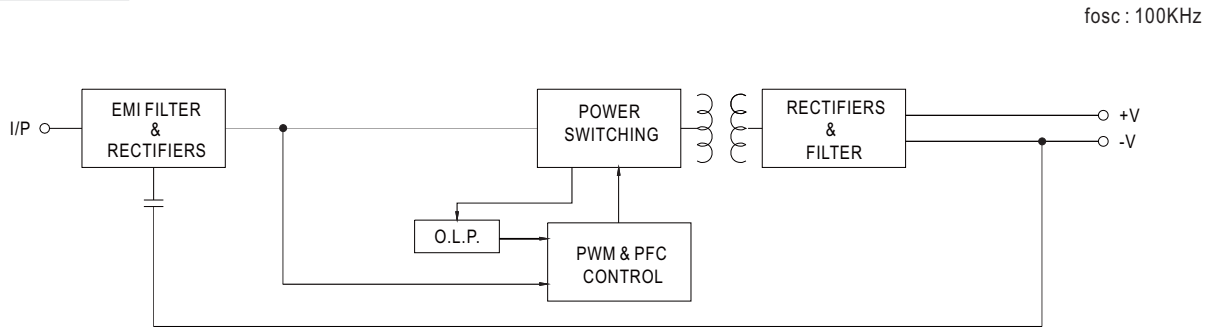 fosc : 100KHz
I/P
EMI FILTER
&
RECTIFIERS
POWER
SWITCHING
RECTIFIERS
&
FILTER
+V
-V
O.L.P.
PWM & PFC
CONTROL